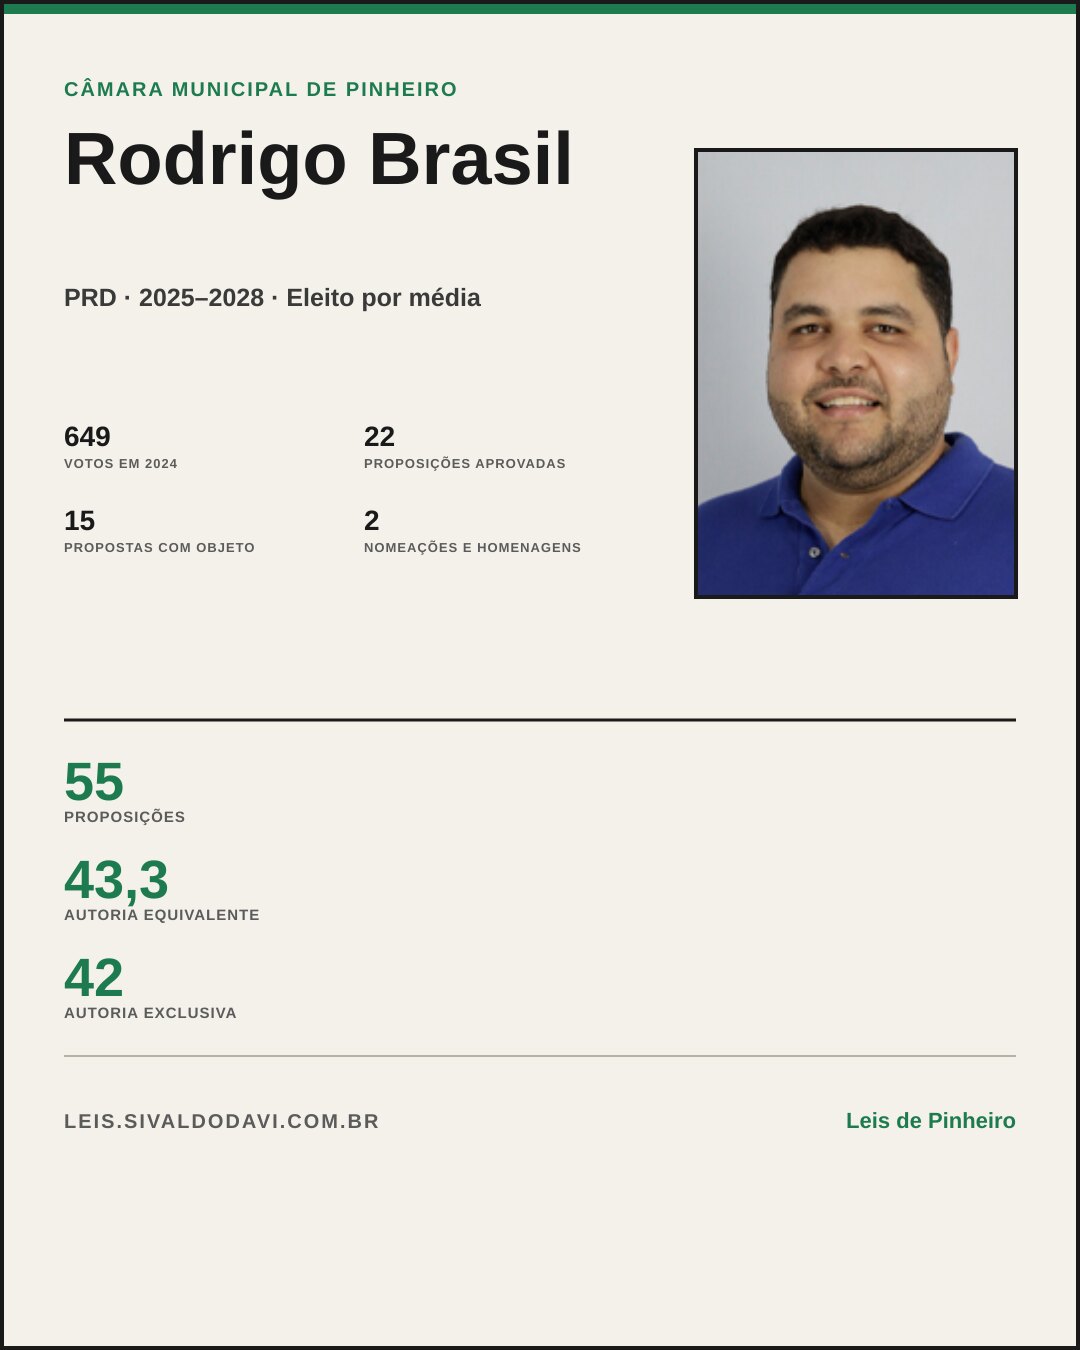 CÂMARA MUNICIPAL DE PINHEIRO
Rodrigo Brasil
PRD · 2025–2028 · Eleito por média
649
VOTOS EM 2024
22
PROPOSIÇÕES APROVADAS
15
PROPOSTAS COM OBJETO
2
NOMEAÇÕES E HOMENAGENS
55
PROPOSIÇÕES
43,3
AUTORIA EQUIVALENTE
42
AUTORIA EXCLUSIVA
LEIS.SIVALDODAVI.COM.BR
Leis de Pinheiro